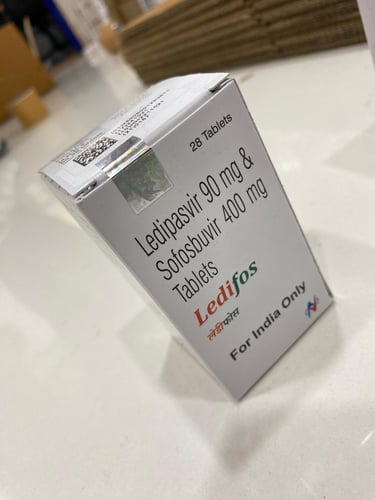 28 Tablets
Ledipasvir 90 mg &
Sofosbuvir 400 mg
Tablets
Ledifos
लेडीफोस
For India Only